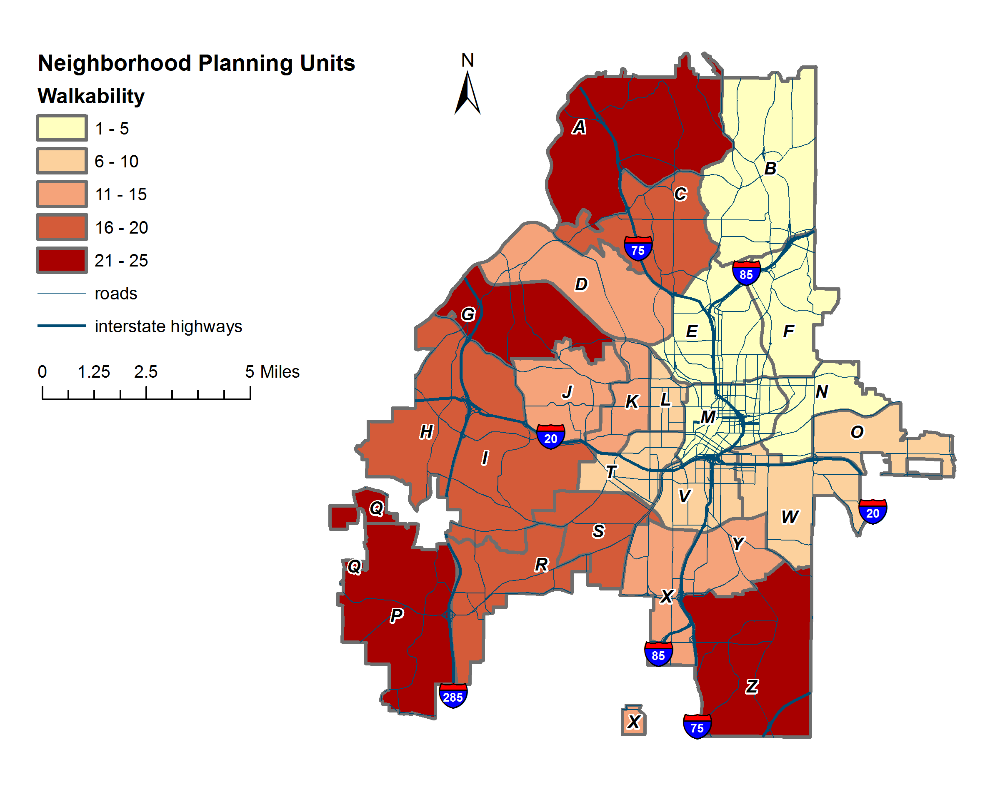 Neighborhood Planning Units
N
Walkability
1 - 5
6 - 10
11 - 15
16 - 20
21 - 25
roads
interstate highways
0 1.25 2.5 5 Miles
A
B
C
75
85
D
G
E
F
J
K
L
N
M
H
O
20
I
T
V
Q
20
W
S
Y
Q
R
X
P
85
Z
285
X
75